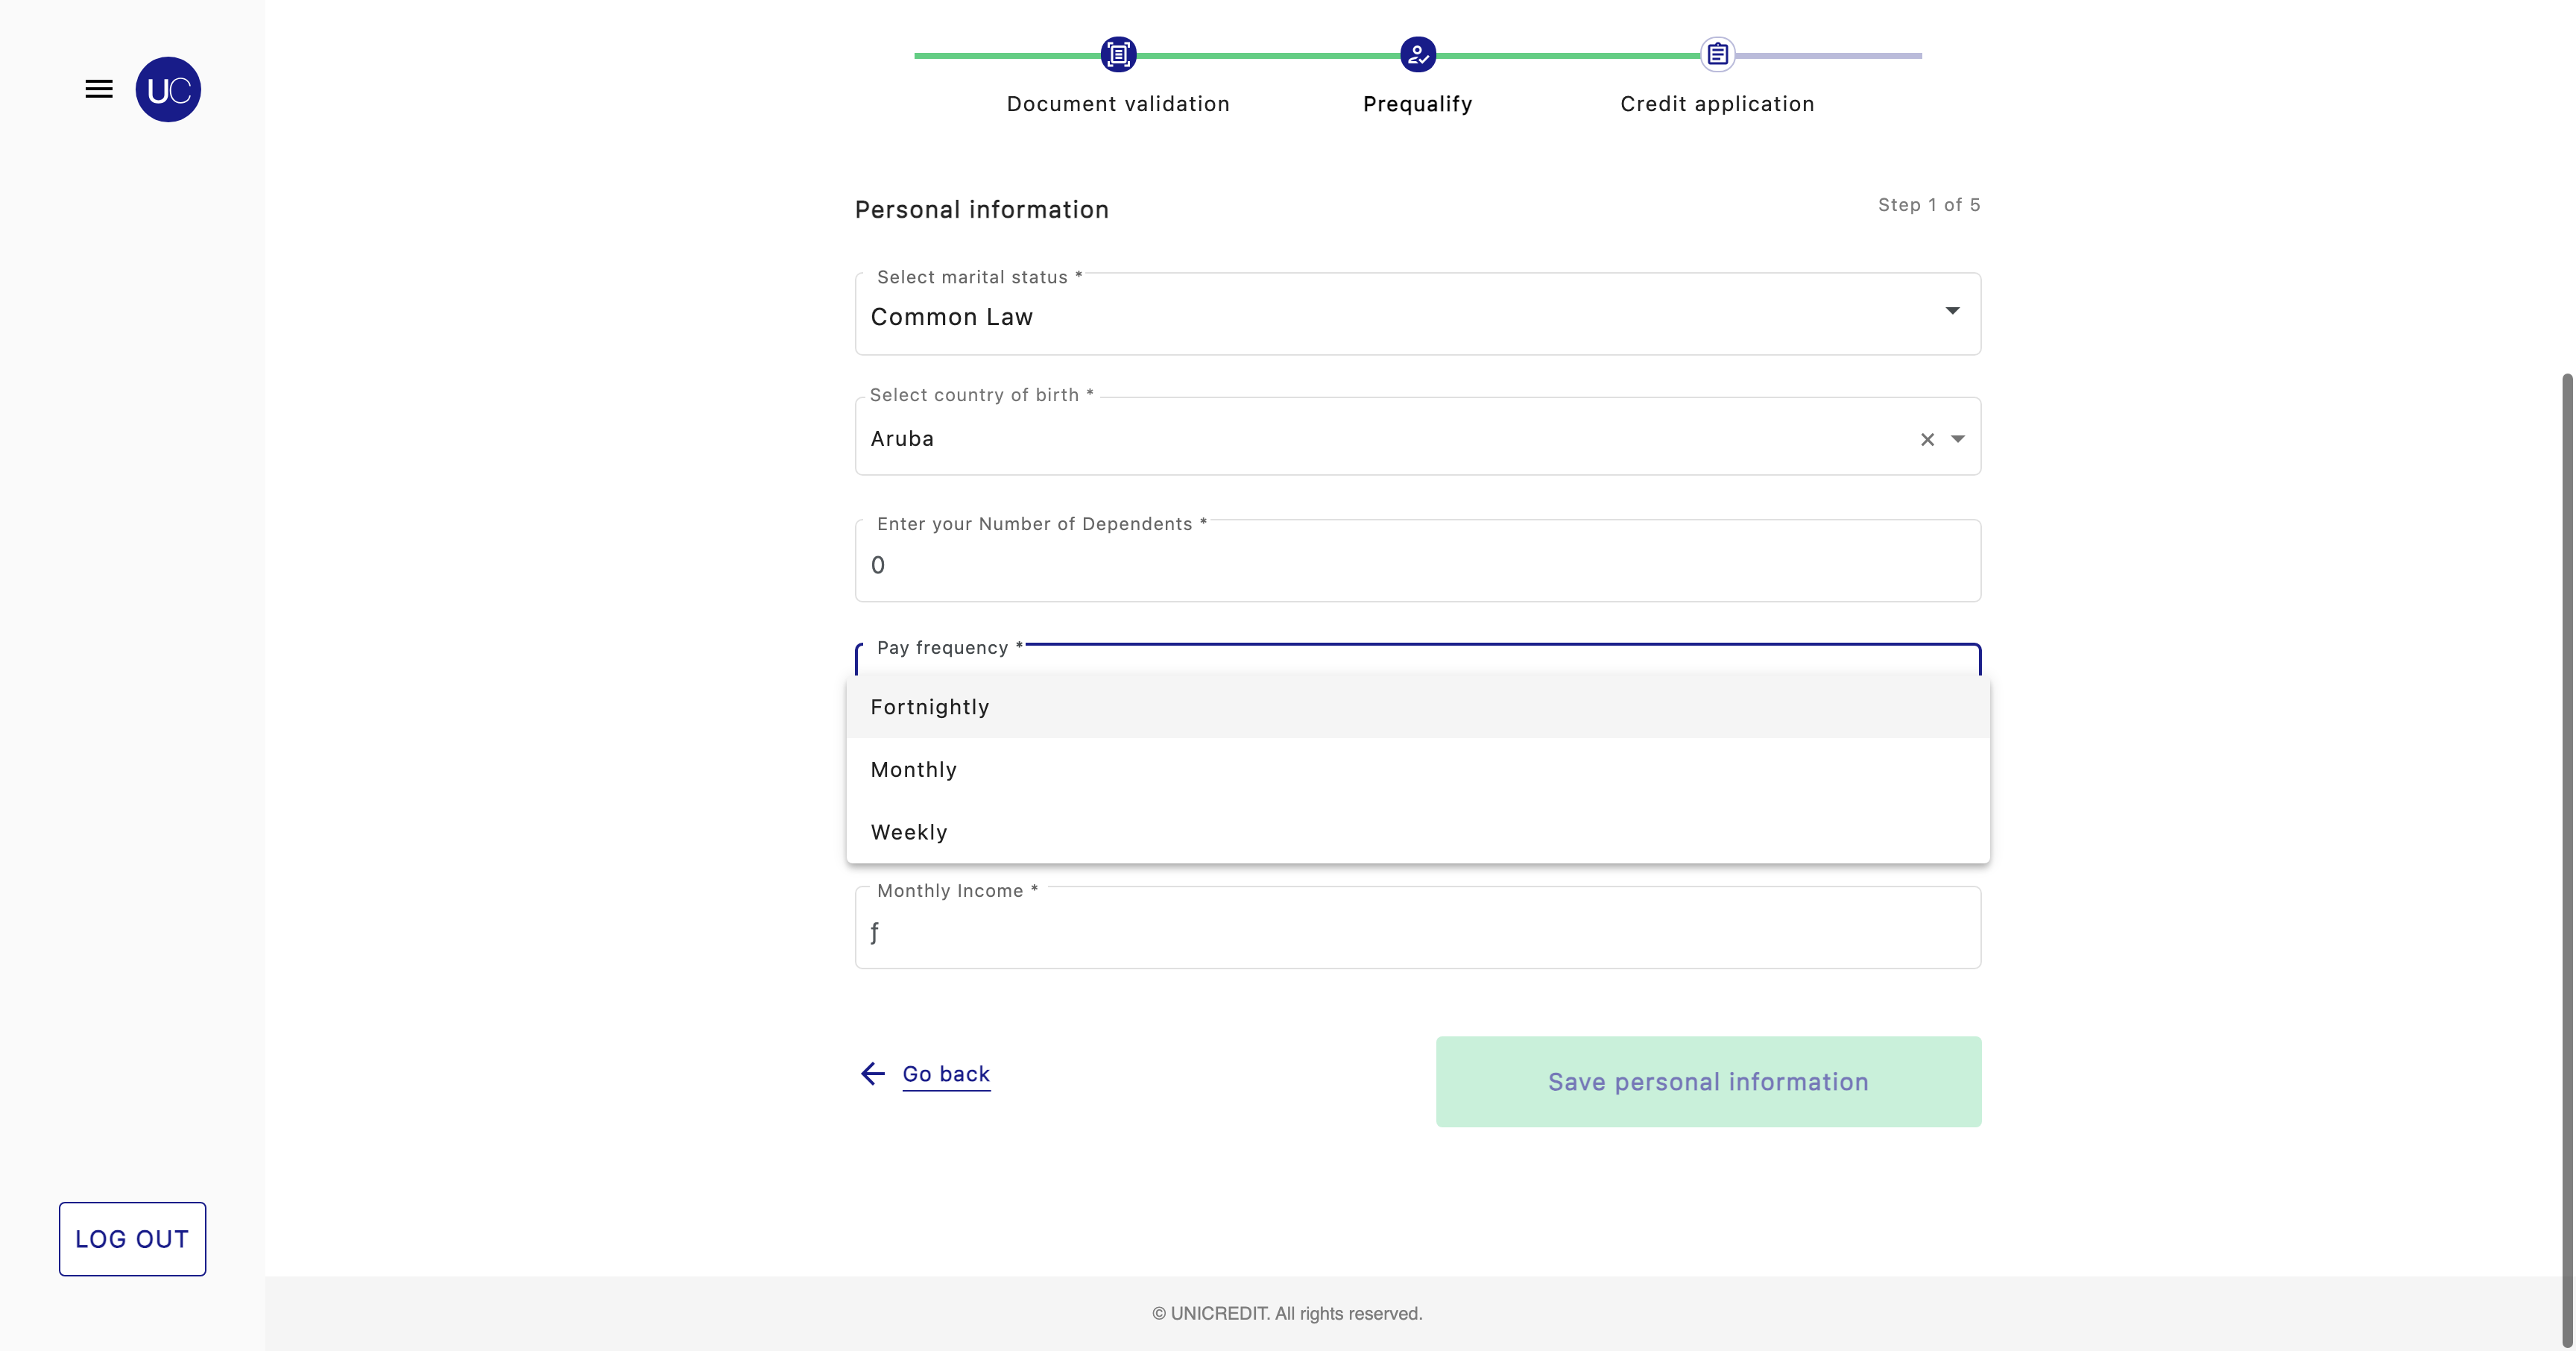 UC
Document validation
Prequalify
Credit application
Personal information
Step 1 of 5
Select marital status *
Common Law
Select country of birth *
Aruba
Enter your Number of Dependents *
0
Pay frequency *
Fortnightly
Monthly
Weekly
Monthly Income *
ƒ
Go back
Save personal information
LOG OUT
© UNICREDIT. All rights reserved.